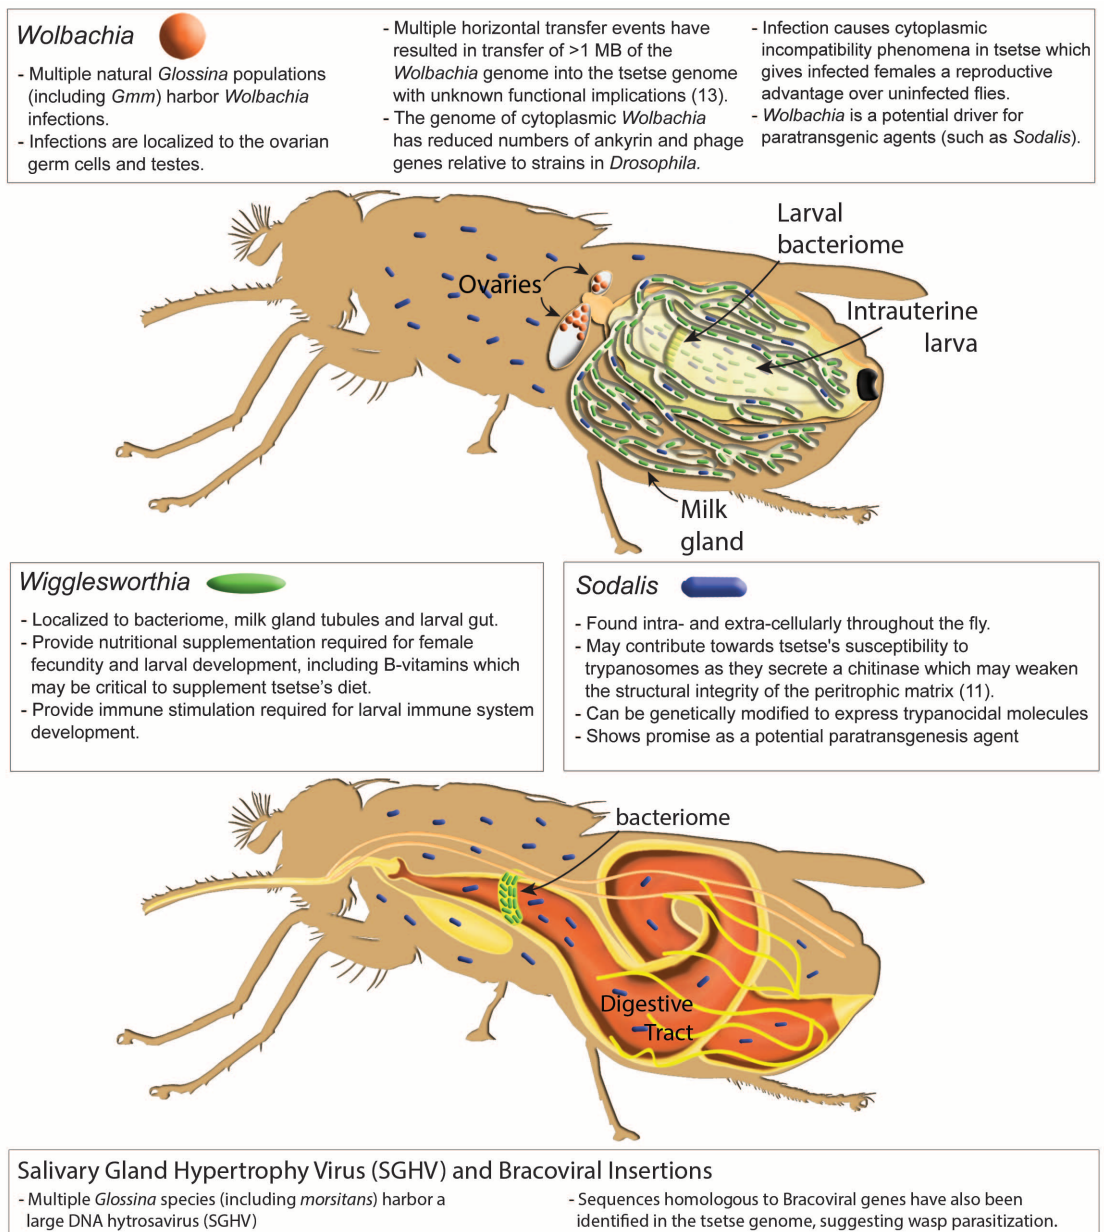 Wolbachia
- Multiple natural Glossina populations
(including Gmm) harbor Wolbachia
infections.
- Infections are localized to the ovarian
germ cells and testes.
- Multiple horizontal transfer events have
resulted in transfer of >1 MB of the
Wolbachia genome into the tsetse genome
with unknown functional implications (13).
- The genome of cytoplasmic Wolbachia
has reduced numbers of ankyrin and phage
genes relative to strains in Drosophila.
- Infection causes cytoplasmic
incompatibility phenomena in tsetse which
gives infected females a reproductive
advantage over uninfected flies.
- Wolbachia is a potential driver for
paratransgenic agents (such as Sodalis).
Larval
bacteriome
Ovaries
Intrauterine
larva
Milk
gland
Wigglesworthia
- Localized to bacteriome, milk gland tubules and larval gut.
- Provide nutritional supplementation required for female
fecundity and larval development, including B-vitamins which
may be critical to supplement tsetse's diet.
- Provide immune stimulation required for larval immune system
development.
Sodalis
- Found intra- and extra-cellularly throughout the fly.
- May contribute towards tsetse's susceptibility to
trypanosomes as they secrete a chitinase which may weaken
the structural integrity of the peritrophic matrix (11).
- Can be genetically modified to express trypanocidal molecules
- Shows promise as a potential paratransgenesis agent
bacteriome
Digestive
Tract
Salivary Gland Hypertrophy Virus (SGHV) and Bracoviral Insertions
- Multiple Glossina species (including morsitans) harbor a
large DNA hytrosavirus (SGHV)
- Sequences homologous to Bracoviral genes have also been
identified in the tsetse genome, suggesting wasp parasitization.